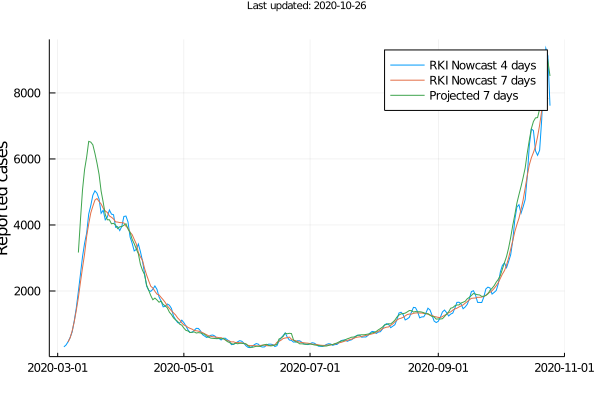 Last updated: 2020-10-26
RKI Nowcast 4 days
RKI Nowcast 7 days
Projected 7 days
Reported cases
8000
6000
4000
2000
2020-03-01 2020-05-01 2020-07-01 2020-09-01 2020-11-01